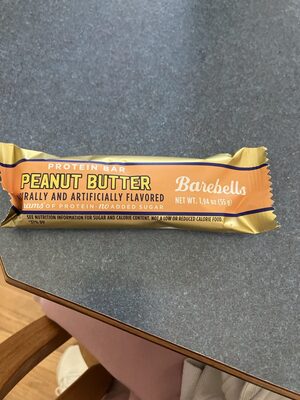 PROTEIN BAR
PEANUT BUTTER
RALLY AND ARTIFICIALLY FLAVORED
rams OF PROTEIN - no ADDED SUGAR
SEE NUTRITION INFORMATION FOR SUGAR AND CALORIE CONTENT. NOT A LOW OR REDUCED CALORIE FOOD.
Barebells
NET WT. 1.94 oz (55 g)